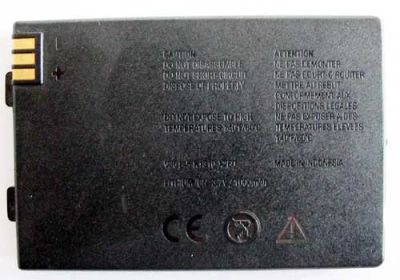 CAUTION
DO NOT DISASSEMBLE
DO NOT SHORT-CIRCUIT
DISPOSE OF PROPERLY
DO NOT EXPOSE TO HIGH
TEMPERATURES
ATTENTION
NE PAS DEMONTER
NE PAS COURT-CIRCUITER
METTRE AU REBUT
CONFORMEMENT AUX
DISPOSITIONS LEGALES
NE PAS EXPOSER A DES
TEMPERATURES ELEVEES
MADE IN INDONESIA
LITHIUM ION
CE
- +